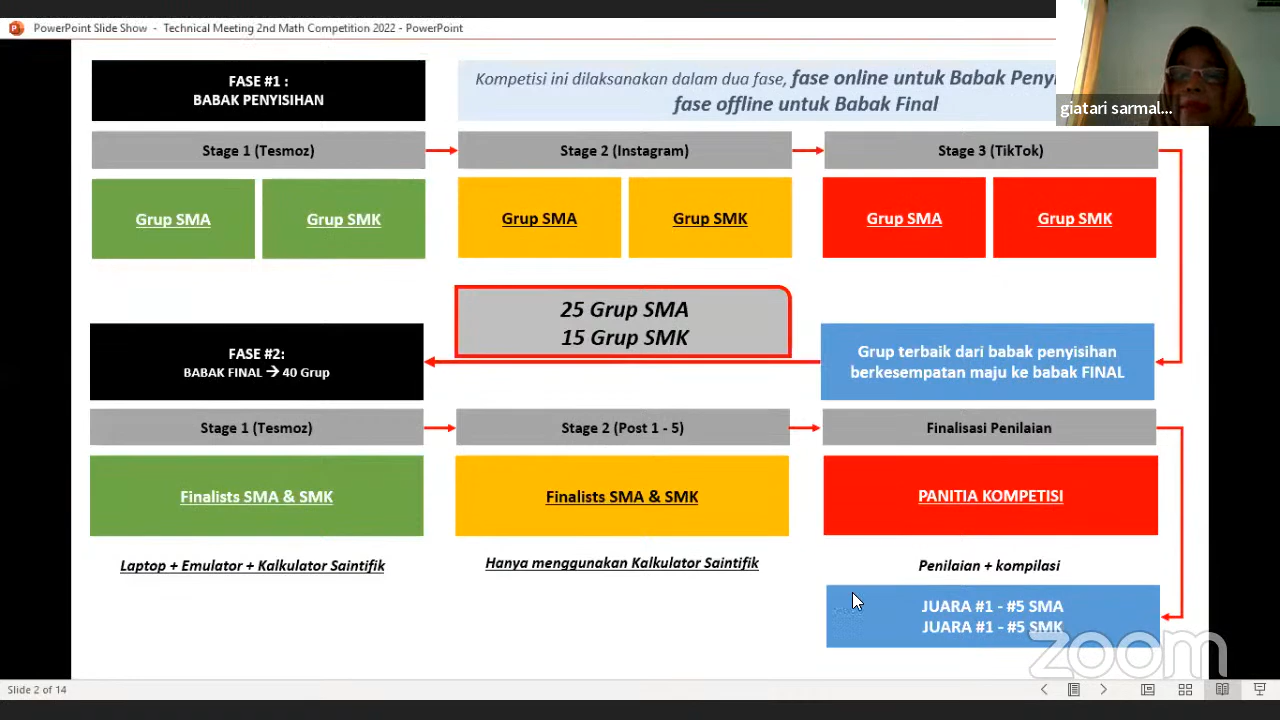 PowerPoint Slide Show - Technical Meeting 2nd Math Competition 2022 - PowerPoint
giatari sarmal...
FASE #1 :
BABAK PENYISIHAN
Kompetisi ini dilaksanakan dalam dua fase, fase online untuk Babak
fase offline untuk Babak Final
Stage 1 (Tesmoz)
Stage 2 (Instagram)
Stage 3 (TikTok)
Grup SMA
Grup SMK
Grup SMA
Grup SMK
Grup SMA
Grup SMK
25 Grup SMA
15 Grup SMK
FASE #2:
BABAK FINAL → 40 Grup
Grup terbaik dari babak penyisihan
berkesempatan maju ke babak FINAL
Stage 1 (Tesmoz)
Stage 2 (Post 1 - 5)
Finalisasi Penilaian
Finalists SMA & SMK
Finalists SMA & SMK
PANITIA KOMPETISI
Laptop + Emulator + Kalkulator Saintifik
Hanya menggunakan Kalkulator Saintifik
Penilaian + kompilasi
JUARA #1 - #5 SMA
JUARA #1 - #5 SMK
zoom
Slide 2 of 14